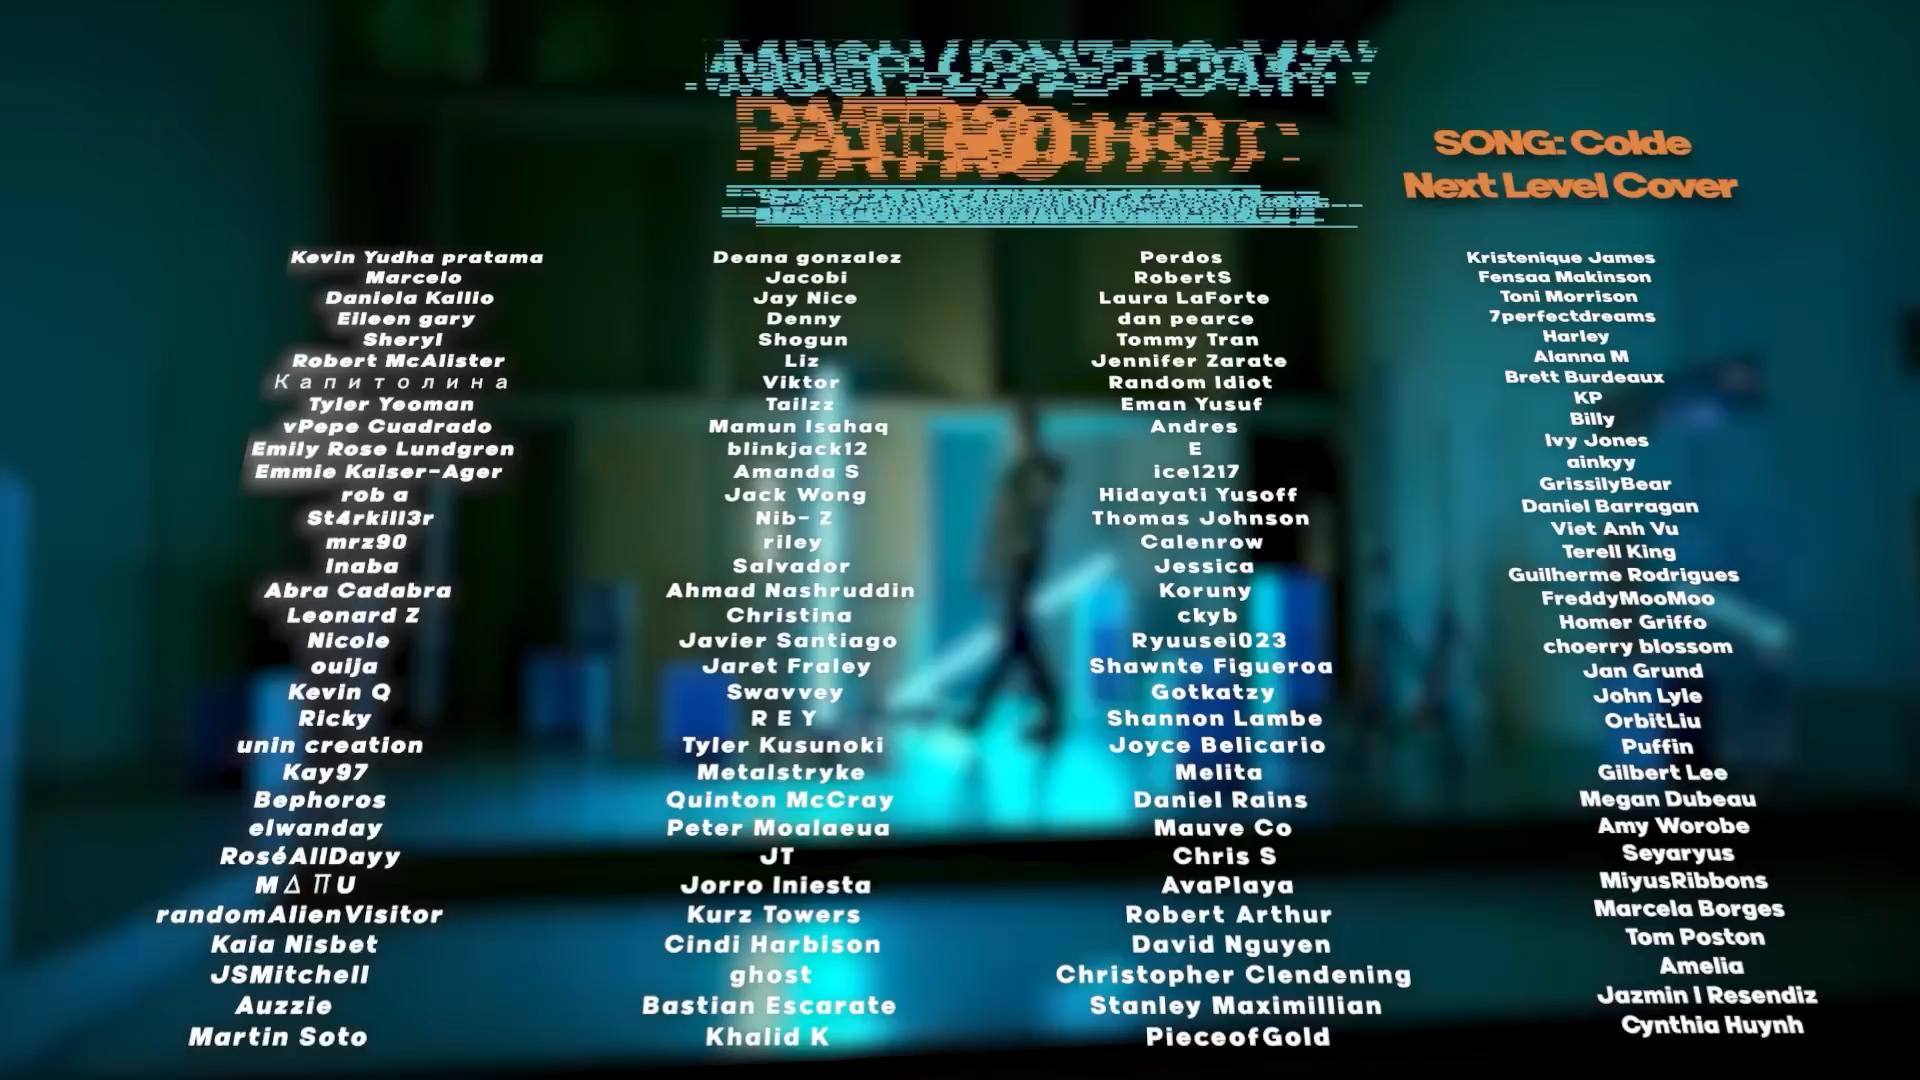 SONG: Colde
Next Level Cover
Kevin Yudha pratama
Marcelo
Daniela Kallio
Eileen gary
Sheryl
Robert McAlister
Капитолина
Tyler Yeoman
vPepe Cuadrado
Emily Rose Lundgren
Emmie Kaiser-Ager
rob a
St4rkill3r
mrz90
Inaba
Abra Cadabra
Leonard Z
Nicole
ouija
Kevin Q
Ricky
unin creation
Kay97
Bephoros
elwanday
RoséAllDayy
M Δ ΠU
randomAlienVisitor
Kaia Nisbet
JSMitchell
Auzzie
Martin Soto
Deana gonzalez
Jacobi
Jay Nice
Denny
Shogun
Liz
Viktor
Tailzz
Mamun Isahaq
blinkjack12
Amanda S
Jack Wong
Nib- Z
riley
Salvador
Ahmad Nashruddin
Christina
Javier Santiago
Jaret Fraley
Swavvey
R E Y
Tyler Kusunoki
Metalstryke
Quinton McCray
Peter Moalaeua
JT
Jorro Iniesta
Kurz Towers
Cindi Harbison
ghost
Bastian Escarate
Khalid K
Perdos
RobertS
Laura LaForte
dan pearce
Tommy Tran
Jennifer Zarate
Random Idiot
Eman Yusuf
Andres
E
ice1217
Hidayati Yusoff
Thomas Johnson
Calenrow
Jessica
Koruny
ckyb
Ryuusei023
Shawnte Figueroa
Gotkatzy
Shannon Lambe
Joyce Belicario
Melita
Daniel Rains
Mauve Co
Chris S
AvaPlaya
Robert Arthur
David Nguyen
Christopher Clendening
Stanley Maximillian
PieceofGold
Kristenique James
Fensaa Makinson
Toni Morrison
7perfectdreams
Harley
Alanna M
Brett Burdeaux
KP
Billy
Ivy Jones
ainkyy
GrissilyBear
Daniel Barragan
Viet Anh Vu
Terell King
Guilherme Rodrigues
FreddyMooMoo
Homer Griffo
choerry blossom
Jan Grund
John Lyle
OrbitLiu
Puffin
Gilbert Lee
Megan Dubeau
Amy Worobe
Seyaryus
MiyusRibbons
Marcela Borges
Tom Poston
Amelia
Jazmin I Resendiz
Cynthia Huynh